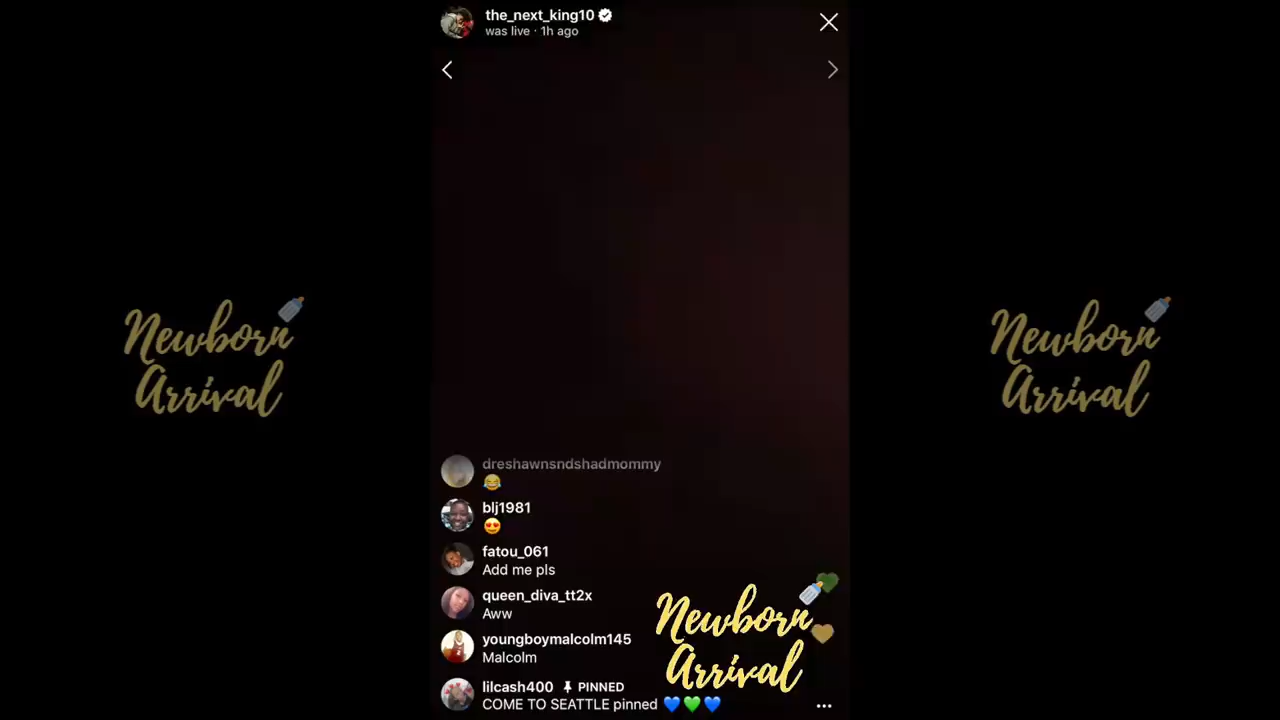 the_next_king10
was live · 1h ago
dreshawnsndshadmommy
😂
blj1981
😍
fatou_061
Add me pls
queen_diva_tt2x
Aww
youngboymalcolm145
Malcolm
lilcash400 PINNED
COME TO SEATTLE pinned 💙💚💙
Newborn
Arrival
Newborn
Arrival
Newborn
Arrival